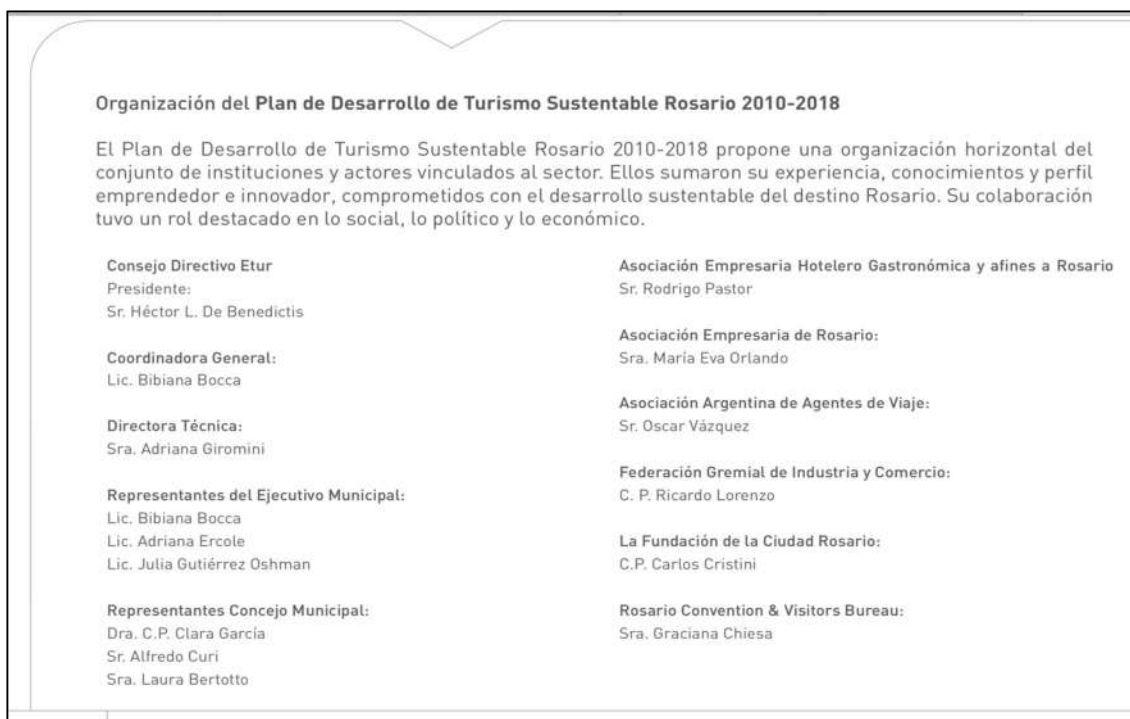 Organización del Plan de Desarrollo de Turismo Sustentable Rosario 2010-2018
El Plan de Desarrollo de Turismo Sustentable Rosario 2010-2018 propone una organización horizontal del
conjunto de instituciones y actores vinculados al sector. Ellos sumaron su experiencia, conocimientos y perfil
emprendedor e innovador, comprometidos con el desarrollo sustentable del destino Rosario. Su colaboración
tuvo un rol destacado en lo social, lo político y lo económico.
Consejo Directivo Etur
Presidente:
Sr. Héctor L. De Benedictis
Coordinadora General:
Lic. Bibiana Bocca
Directora Técnica:
Sra. Adriana Giromini
Representantes del Ejecutivo Municipal:
Lic. Bibiana Bocca
Lic. Adriana Ercole
Lic. Julia Gutiérrez Oshman
Representantes Concejo Municipal:
Dra. C.P. Clara García
Sr. Alfredo Curi
Sra. Laura Bertotto
Asociación Empresaria Hotelero Gastronómica y afines a Rosario
Sr. Rodrigo Pastor
Asociación Empresaria de Rosario:
Sra. María Eva Orlando
Asociación Argentina de Agentes de Viaje:
Sr. Oscar Vázquez
Federación Gremial de Industria y Comercio:
C. P. Ricardo Lorenzo
La Fundación de la Ciudad Rosario:
C.P. Carlos Cristini
Rosario Convention & Visitors Bureau:
Sra. Graciana Chiesa